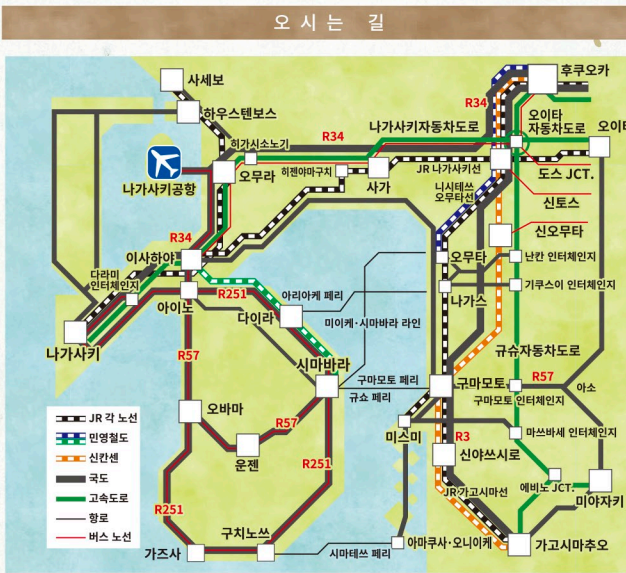 오시는 길
사세보
후쿠오카
하우스텐보스
R34
나가사키자동차도로
오이타
자동차도로
히가시소노기
R34
나가사키공항
오무라
히젠야마구치
사가
JR 나가사키선
도스 JCT.
니시테쓰
오무타선
신토스
R34
이사하야
신오무타
다라미
인터체인지
오무타
난칸 인터체인지
R251
아리아케 페리
아이노
다이라
나가스
기쿠스이 인터체인지
미이케·시마바라 라인
나가사키
R57
시마바라
규슈자동차도로
구마모토 페리
구마모토
R57
규쇼 페리
아소
구마모토 인터체인지
JR 각 노선
민영철도
신칸센
국도
고속도로
항로
버스 노선
오바마
R57
운젠
미스미
R3
마쓰바세 인터체인지
신야쓰시로
R251
R251
JR가고시마선
에비노 JCT.
미야자키
구치노쓰
가즈사
시마테쓰 페리
아마쿠사·오니이케
가고시마추오